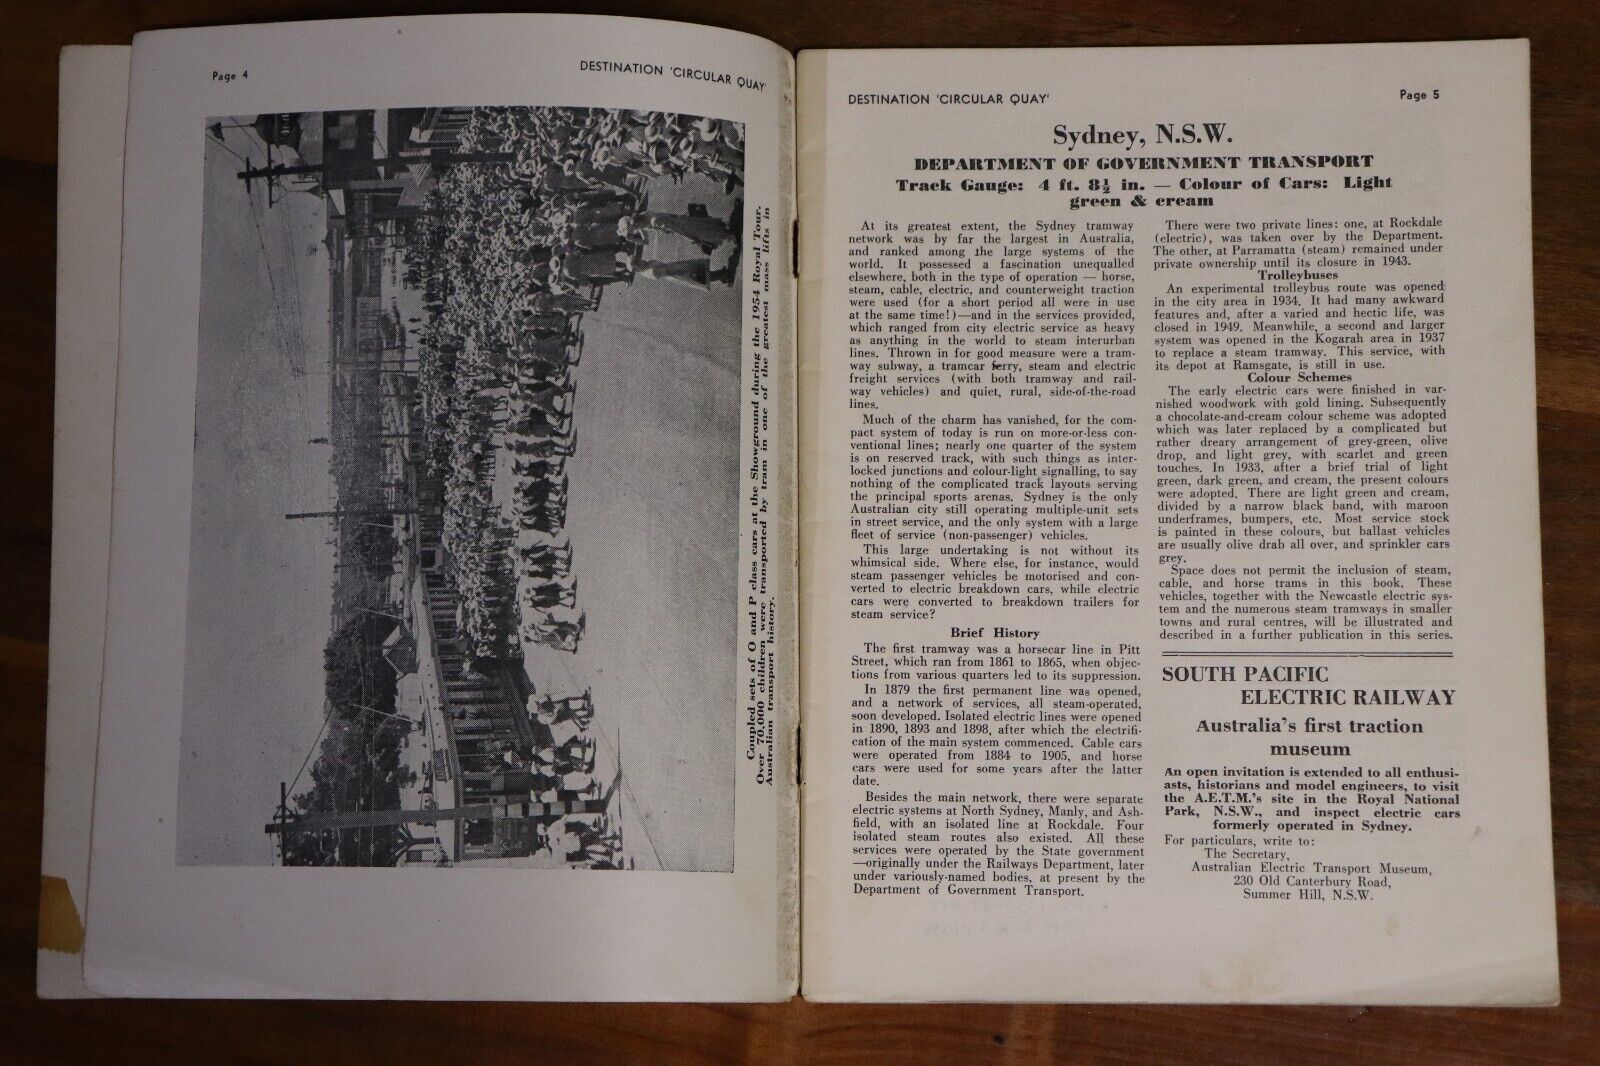 Page 4
DESTINATION 'CIRCULAR QUAY'
Coupled sets of O and P class cars at the Showground during the 1954 Royal Tour.
Over 70,000 children were transported by tram in one of the greatest mass lifts in
Australian transport history.
DESTINATION 'CIRCULAR QUAY'
Page 5
Sydney, N.S.W.
DEPARTMENT OF GOVERNMENT TRANSPORT
Track Gauge: 4 ft. 8½ in. — Colour of Cars: Light
green & cream
At its greatest extent, the Sydney tramway
network was by far the largest in Australia,
and ranked among the large systems of the
world. It possessed a fascination unequalled
elsewhere, both in the type of operation — horse,
steam, cable, electric, and counterweight traction
were used (for a short period all were in use
at the same time!)—and in the services provided,
which ranged from city electric service as heavy
as anything in the world to steam interurban
lines. Thrown in for good measure were a tram-
way subway, a tramcar ferry, steam and electric
freight services (with both tramway and rail-
way vehicles) and quiet, rural, side-of-the-road
lines.
Much of the charm has vanished, for the com-
pact system of today is run on more-or-less con-
ventional lines; nearly one quarter of the system
is on reserved track, with such things as inter-
locked junctions and colour-light signalling, to say
nothing of the complicated track layouts serving
the principal sports arenas. Sydney is the only
Australian city still operating multiple-unit sets
in street service, and the only system with a large
fleet of service (non-passenger) vehicles.
This large undertaking is not without its
whimsical side. Where else, for instance, would
steam passenger vehicles be motorised and con-
verted to electric breakdown cars, while electric
cars were converted to breakdown trailers for
steam service?
Brief History
The first tramway was a horsecar line in Pitt
Street, which ran from 1861 to 1865, when objec-
tions from various quarters led to its suppression.
In 1879 the first permanent line was opened,
and a network of services, all steam-operated,
soon developed. Isolated electric lines were opened
in 1890, 1893 and 1898, after which the electrifi-
cation of the main system commenced. Cable cars
were operated from 1884 to 1905, and horse
cars were used for some years after the latter
date.
Besides the main network, there were separate
electric systems at North Sydney, Manly, and Ash-
field, with an isolated line at Rockdale. Four
isolated steam routes also existed. All these
services were operated by the State government
—originally under the Railways Department, later
under variously-named bodies, at present by the
Department of Government Transport.
There were two private lines: one, at Rockdale
(electric), was taken over by the Department.
The other, at Parramatta (steam) remained under
private ownership until its closure in 1943.
Trolleybuses
An experimental trolleybus route was opened
in the city area in 1934. It had many awkward
features and, after a varied and hectic life, was
closed in 1949. Meanwhile, a second and larger
system was opened in the Kogarah area in 1937
to replace a steam tramway. This service, with
its depot at Ramsgate, is still in use.
Colour Schemes
The early electric cars were finished in var-
nished woodwork with gold lining. Subsequently
a chocolate-and-cream colour scheme was adopted
which was later replaced by a complicated but
rather dreary arrangement of grey-green, olive
drop, and light grey, with scarlet and green
touches. In 1933, after a brief trial of light
green, dark green, and cream, the present colours
were adopted. There are light green and cream,
divided by a narrow black band, with maroon
underframes, bumpers, etc. Most service stock
is painted in these colours, but ballast vehicles
are usually olive drab all over, and sprinkler cars
grey.
Space does not permit the inclusion of steam,
cable, and horse trams in this book. These
vehicles, together with the Newcastle electric sys-
tem and the numerous steam tramways in smaller
towns and rural centres, will be illustrated and
described in a further publication in this series.
SOUTH PACIFIC
ELECTRIC RAILWAY
Australia's first traction
museum
An open invitation is extended to all enthusi-
asts, historians and model engineers, to visit
the A.E.T.M.'s site in the Royal National
Park, N.S.W., and inspect electric cars
formerly operated in Sydney.
For particulars, write to:
The Secretary,
Australian Electric Transport Museum,
230 Old Canterbury Road,
Summer Hill, N.S.W.